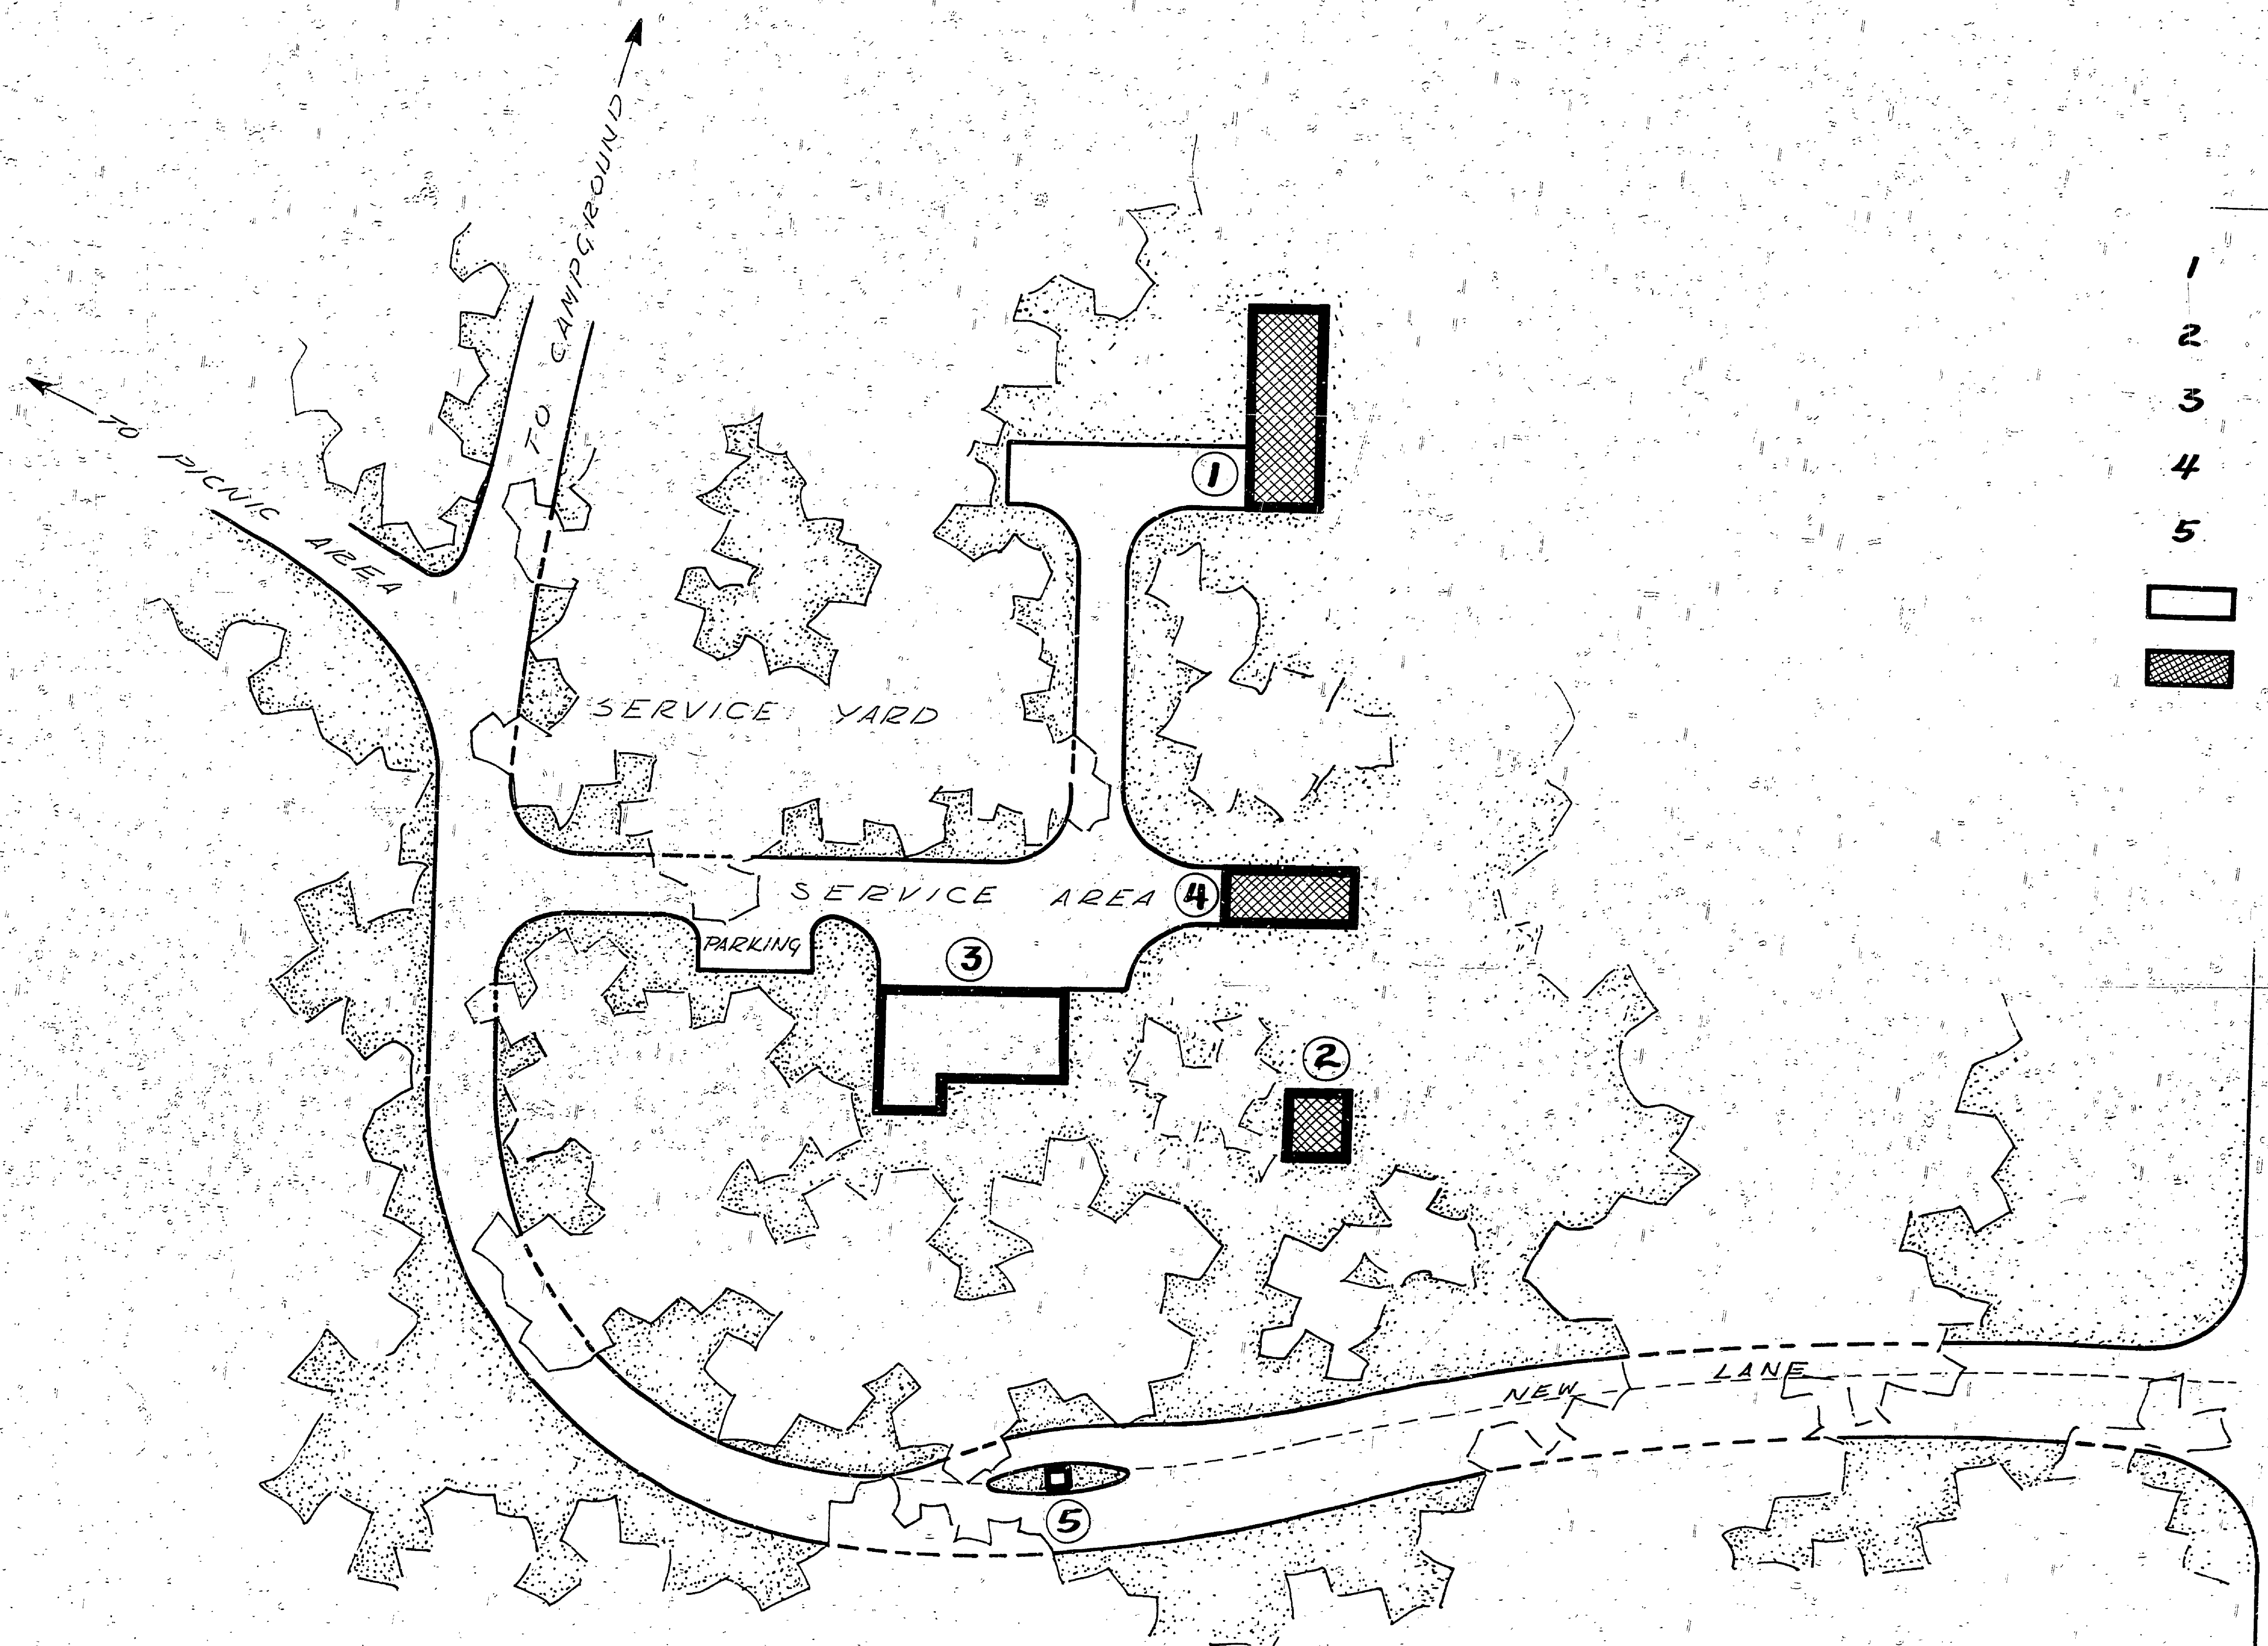 TO CAMPGROUND
TO PICNIC AREA
SERVICE YARD
SERVICE AREA
PARKING
NEW LANE
1
4
3
2
5
1
2
3
4
5